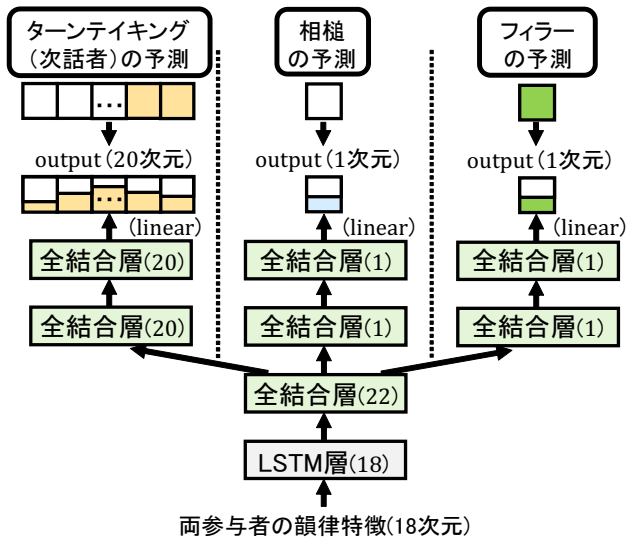 ターンテイキング
(次話者)の予測
相槌
の予測
フィラー
の予測
...
output(20次元)
output(1次元)
output(1次元)
...
(linear)
(linear)
(linear)
全結合層(20)
全結合層(1)
全結合層(1)
全結合層(20)
全結合層(1)
全結合層(1)
全結合層(22)
LSTM層(18)
両参与者の韻律特徴(18次元)